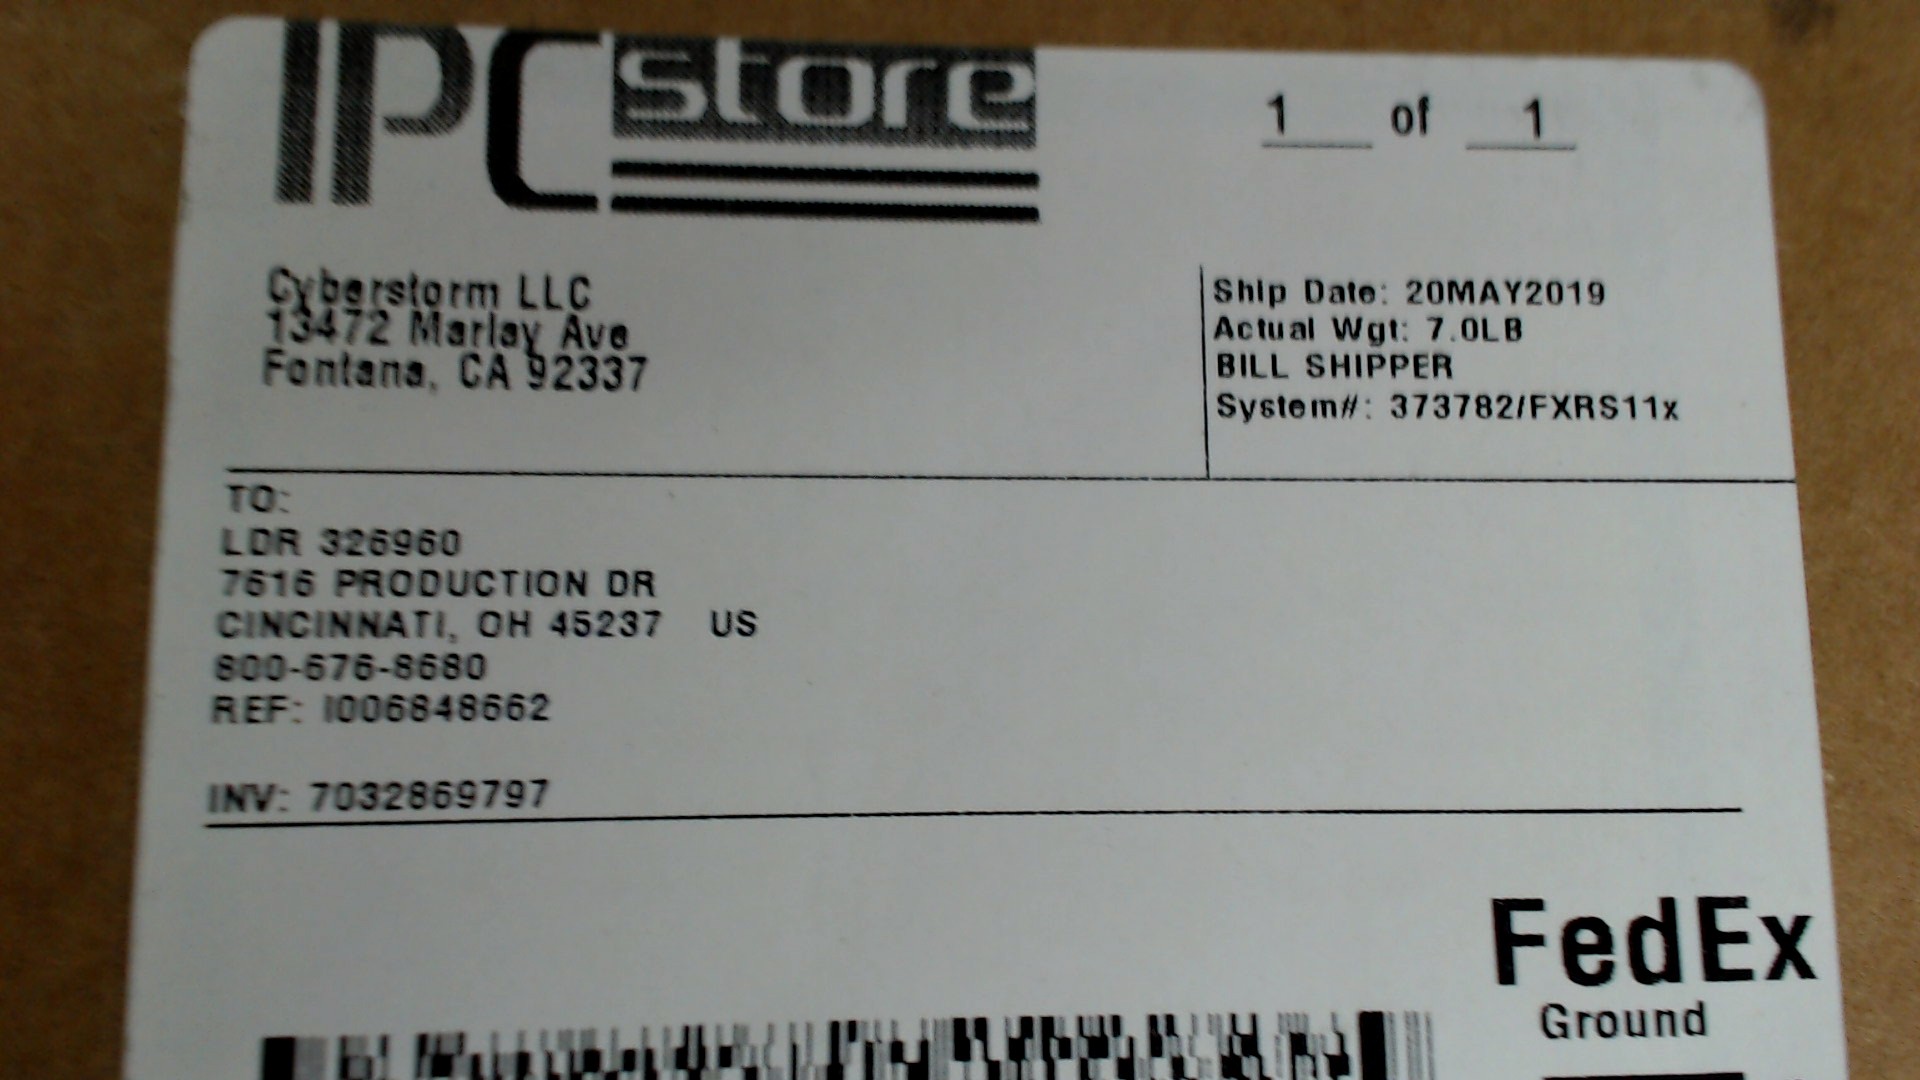 IPC store
1 of 1
Cyberstorm LLC
13472 Marlay Ave
Fontana, CA 92337
Ship Date: 20MAY2019
Actual Wgt: 7.0LB
BILL SHIPPER
System#: 373782/FXRS11x
TO:
LDR 326960
7616 PRODUCTION DR
CINCINNATI, OH 45237 US
800-676-8680
REF: I006848662
INV: 7032869797
FedEx
Ground